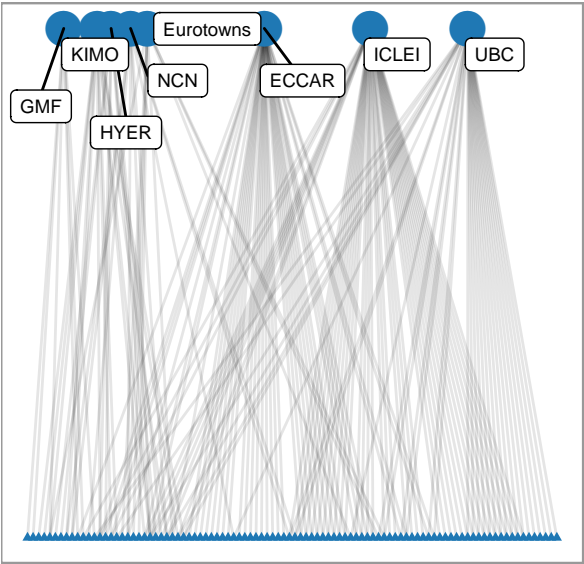 Eurotowns
KIMO
ICLEI
UBC
NCN
ECCAR
GMF
HYER